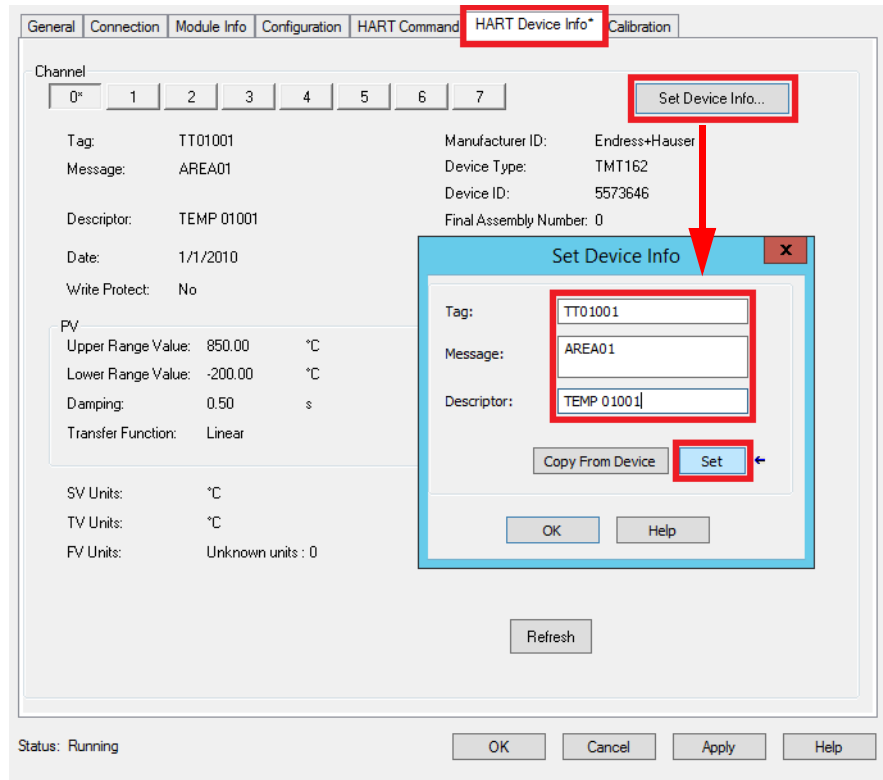 General Connection Module Info Configuration HART Command HART Device Info* Calibration
Channel
0* 1 2 3 4 5 6 7 Set Device Info...
Tag: TT01001 Manufacturer ID: Endress+Hauser
Message: AREA01 Device Type: TMT162
Device ID: 5573646
Descriptor: TEMP 01001 Final Assembly Number: 0
Date: 1/1/2010
Write Protect: No
PV
Upper Range Value: 850.00 °C
Lower Range Value: -200.00 °C
Damping: 0.50 s
Transfer Function: Linear
SV Units: °C
TV Units: °C
FV Units: Unknown units : 0
Set Device Info x
Tag: TT01001
Message: AREA01
Descriptor: TEMP 01001
Copy From Device Set
OK Help
Refresh
Status: Running OK Cancel Apply Help